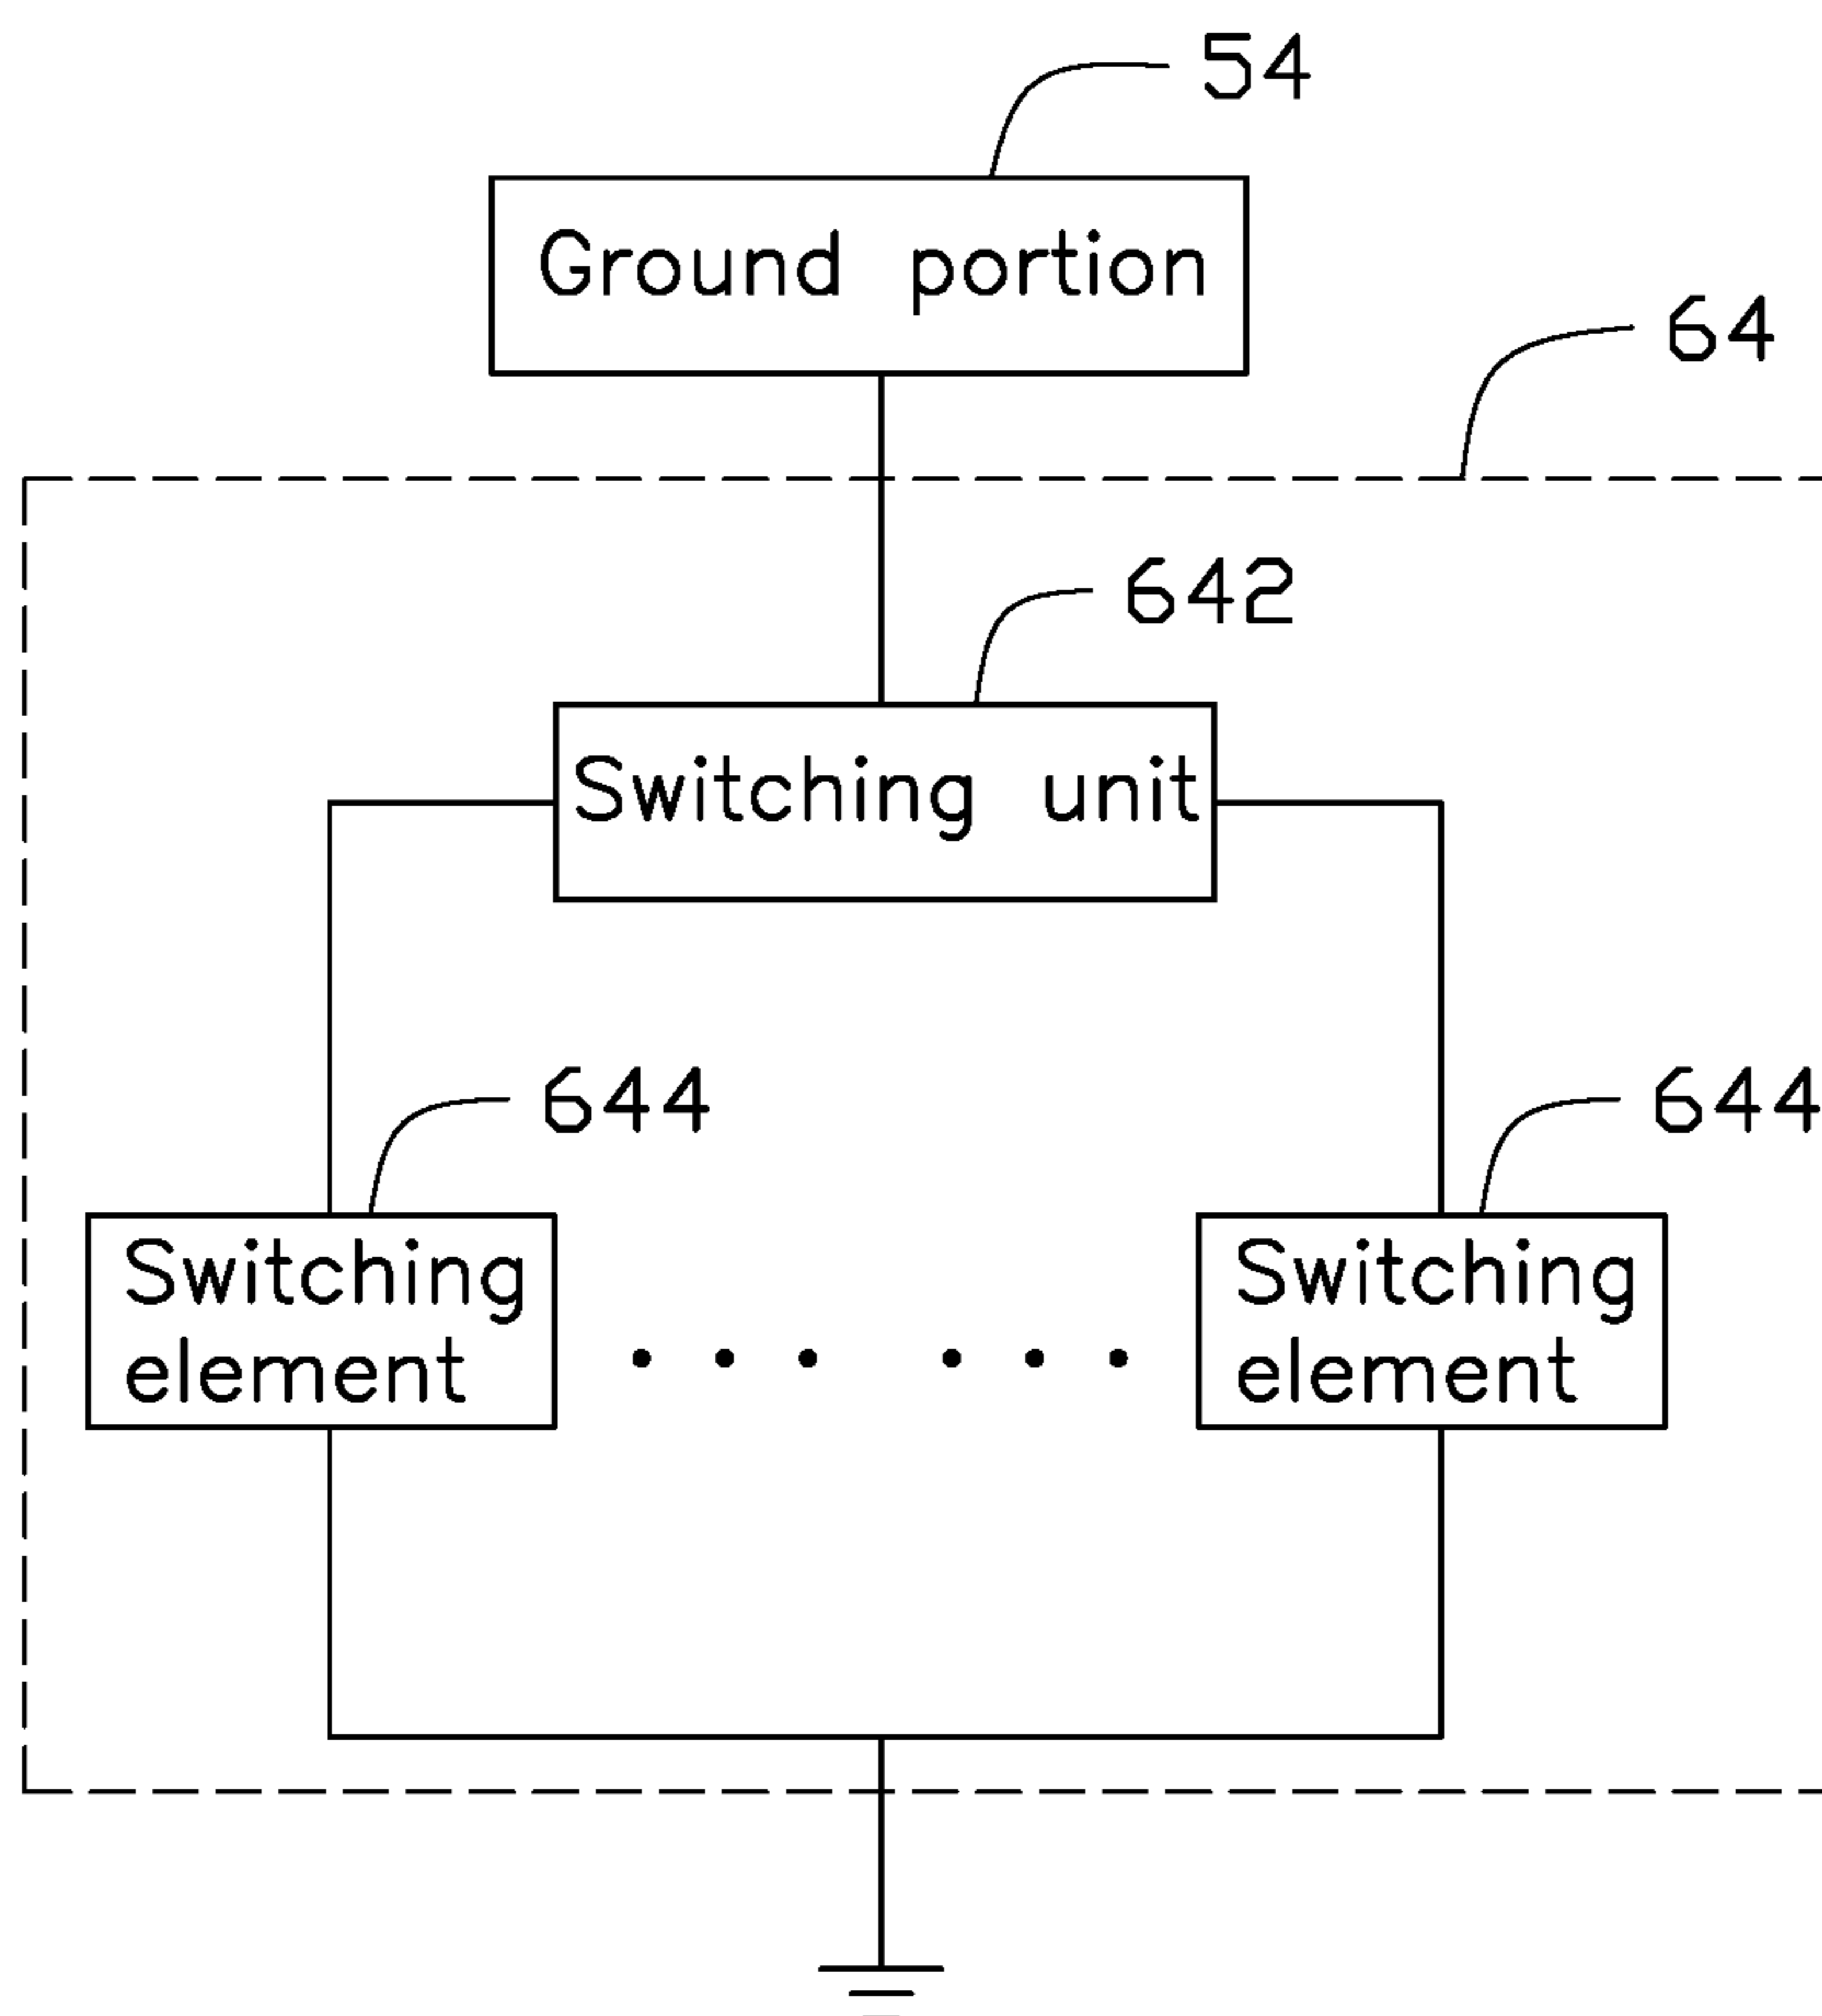 54
Ground portion
64
642
Switching unit
644
644
Switching
element
Switching
element